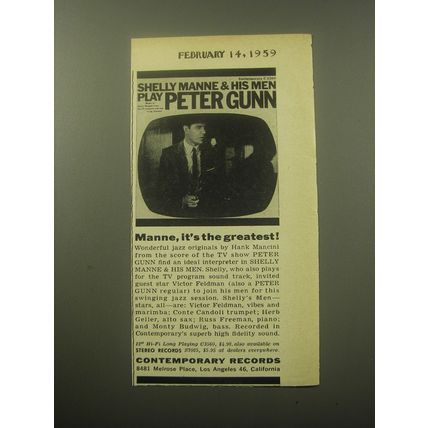 FEBRUARY 14, 1959
Contemporary C3560
SHELLY MANNE & HIS MEN
PLAY PETER GUNN
Manne, it's the greatest!
Wonderful jazz originals by Hank Mancini
from the score of the TV show PETER
GUNN find an ideal interpreter in SHELLY
MANNE & HIS MEN. Shelly, who also plays
for the TV program sound track, invited
guest star Victor Feldman (also a PETER
GUNN regular) to join his men for this
swinging jazz session. Shelly's Men—
stars, all—are: Victor Feldman, vibes and
marimba; Conte Candoli trumpet; Herb
Geller, alto sax; Russ Freeman, piano;
and Monty Budwig, bass. Recorded in
Contemporary's superb high fidelity sound.
12" Hi-Fi Long Playing C3560, $4.98, also available on
STEREO RECORDS S7025, $5.95 at dealers everywhere.
CONTEMPORARY RECORDS
8481 Melrose Place, Los Angeles 46, California